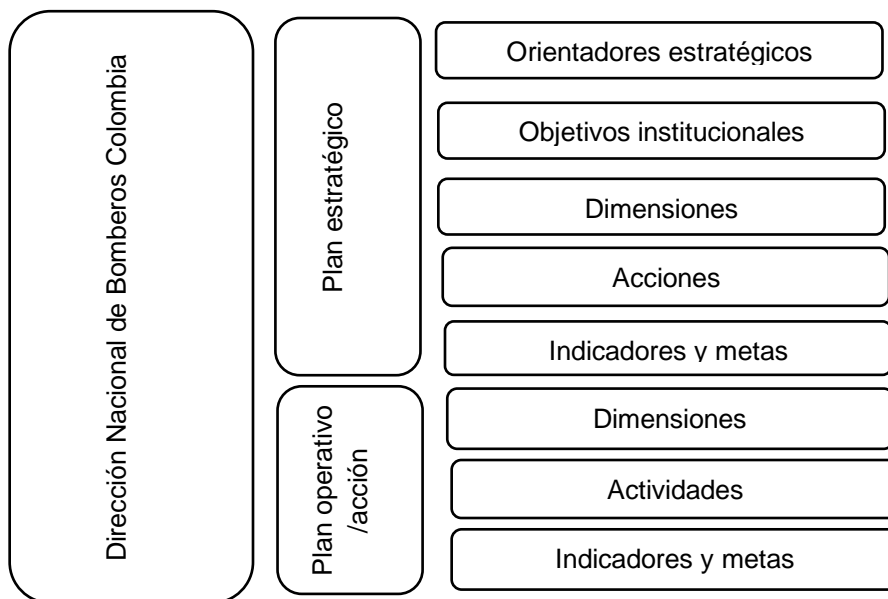 Dirección Nacional de Bomberos Colombia
Plan estratégico
Orientadores estratégicos
Objetivos institucionales
Dimensiones
Acciones
Indicadores y metas
Plan operativo
/acción
Dimensiones
Actividades
Indicadores y metas